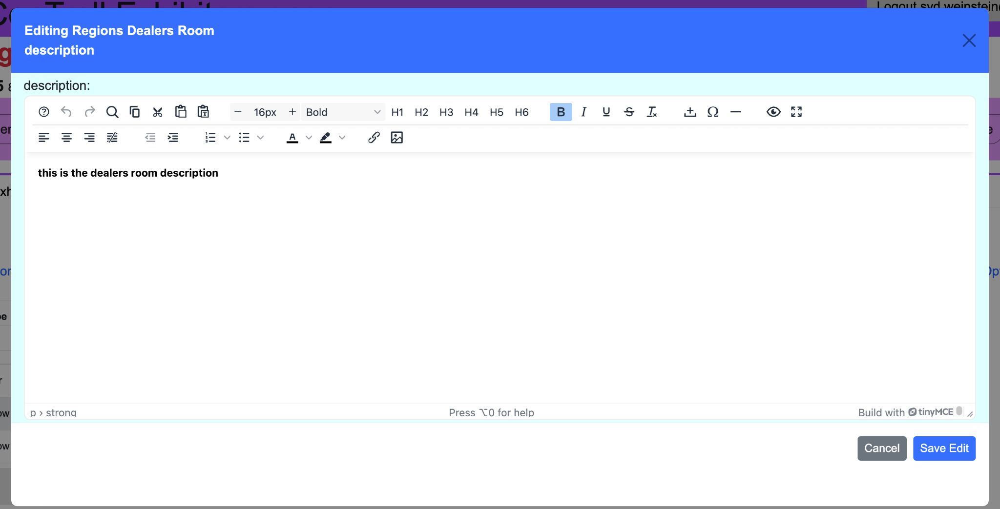 Logout syd weinstein
Editing Regions Dealers Room
description
description:
16px Bold H1 H2 H3 H4 H5 H6 B I U S
this is the dealers room description
p › strong
Press ⌥0 for help
Build with tinyMCE
Cancel
Save Edit